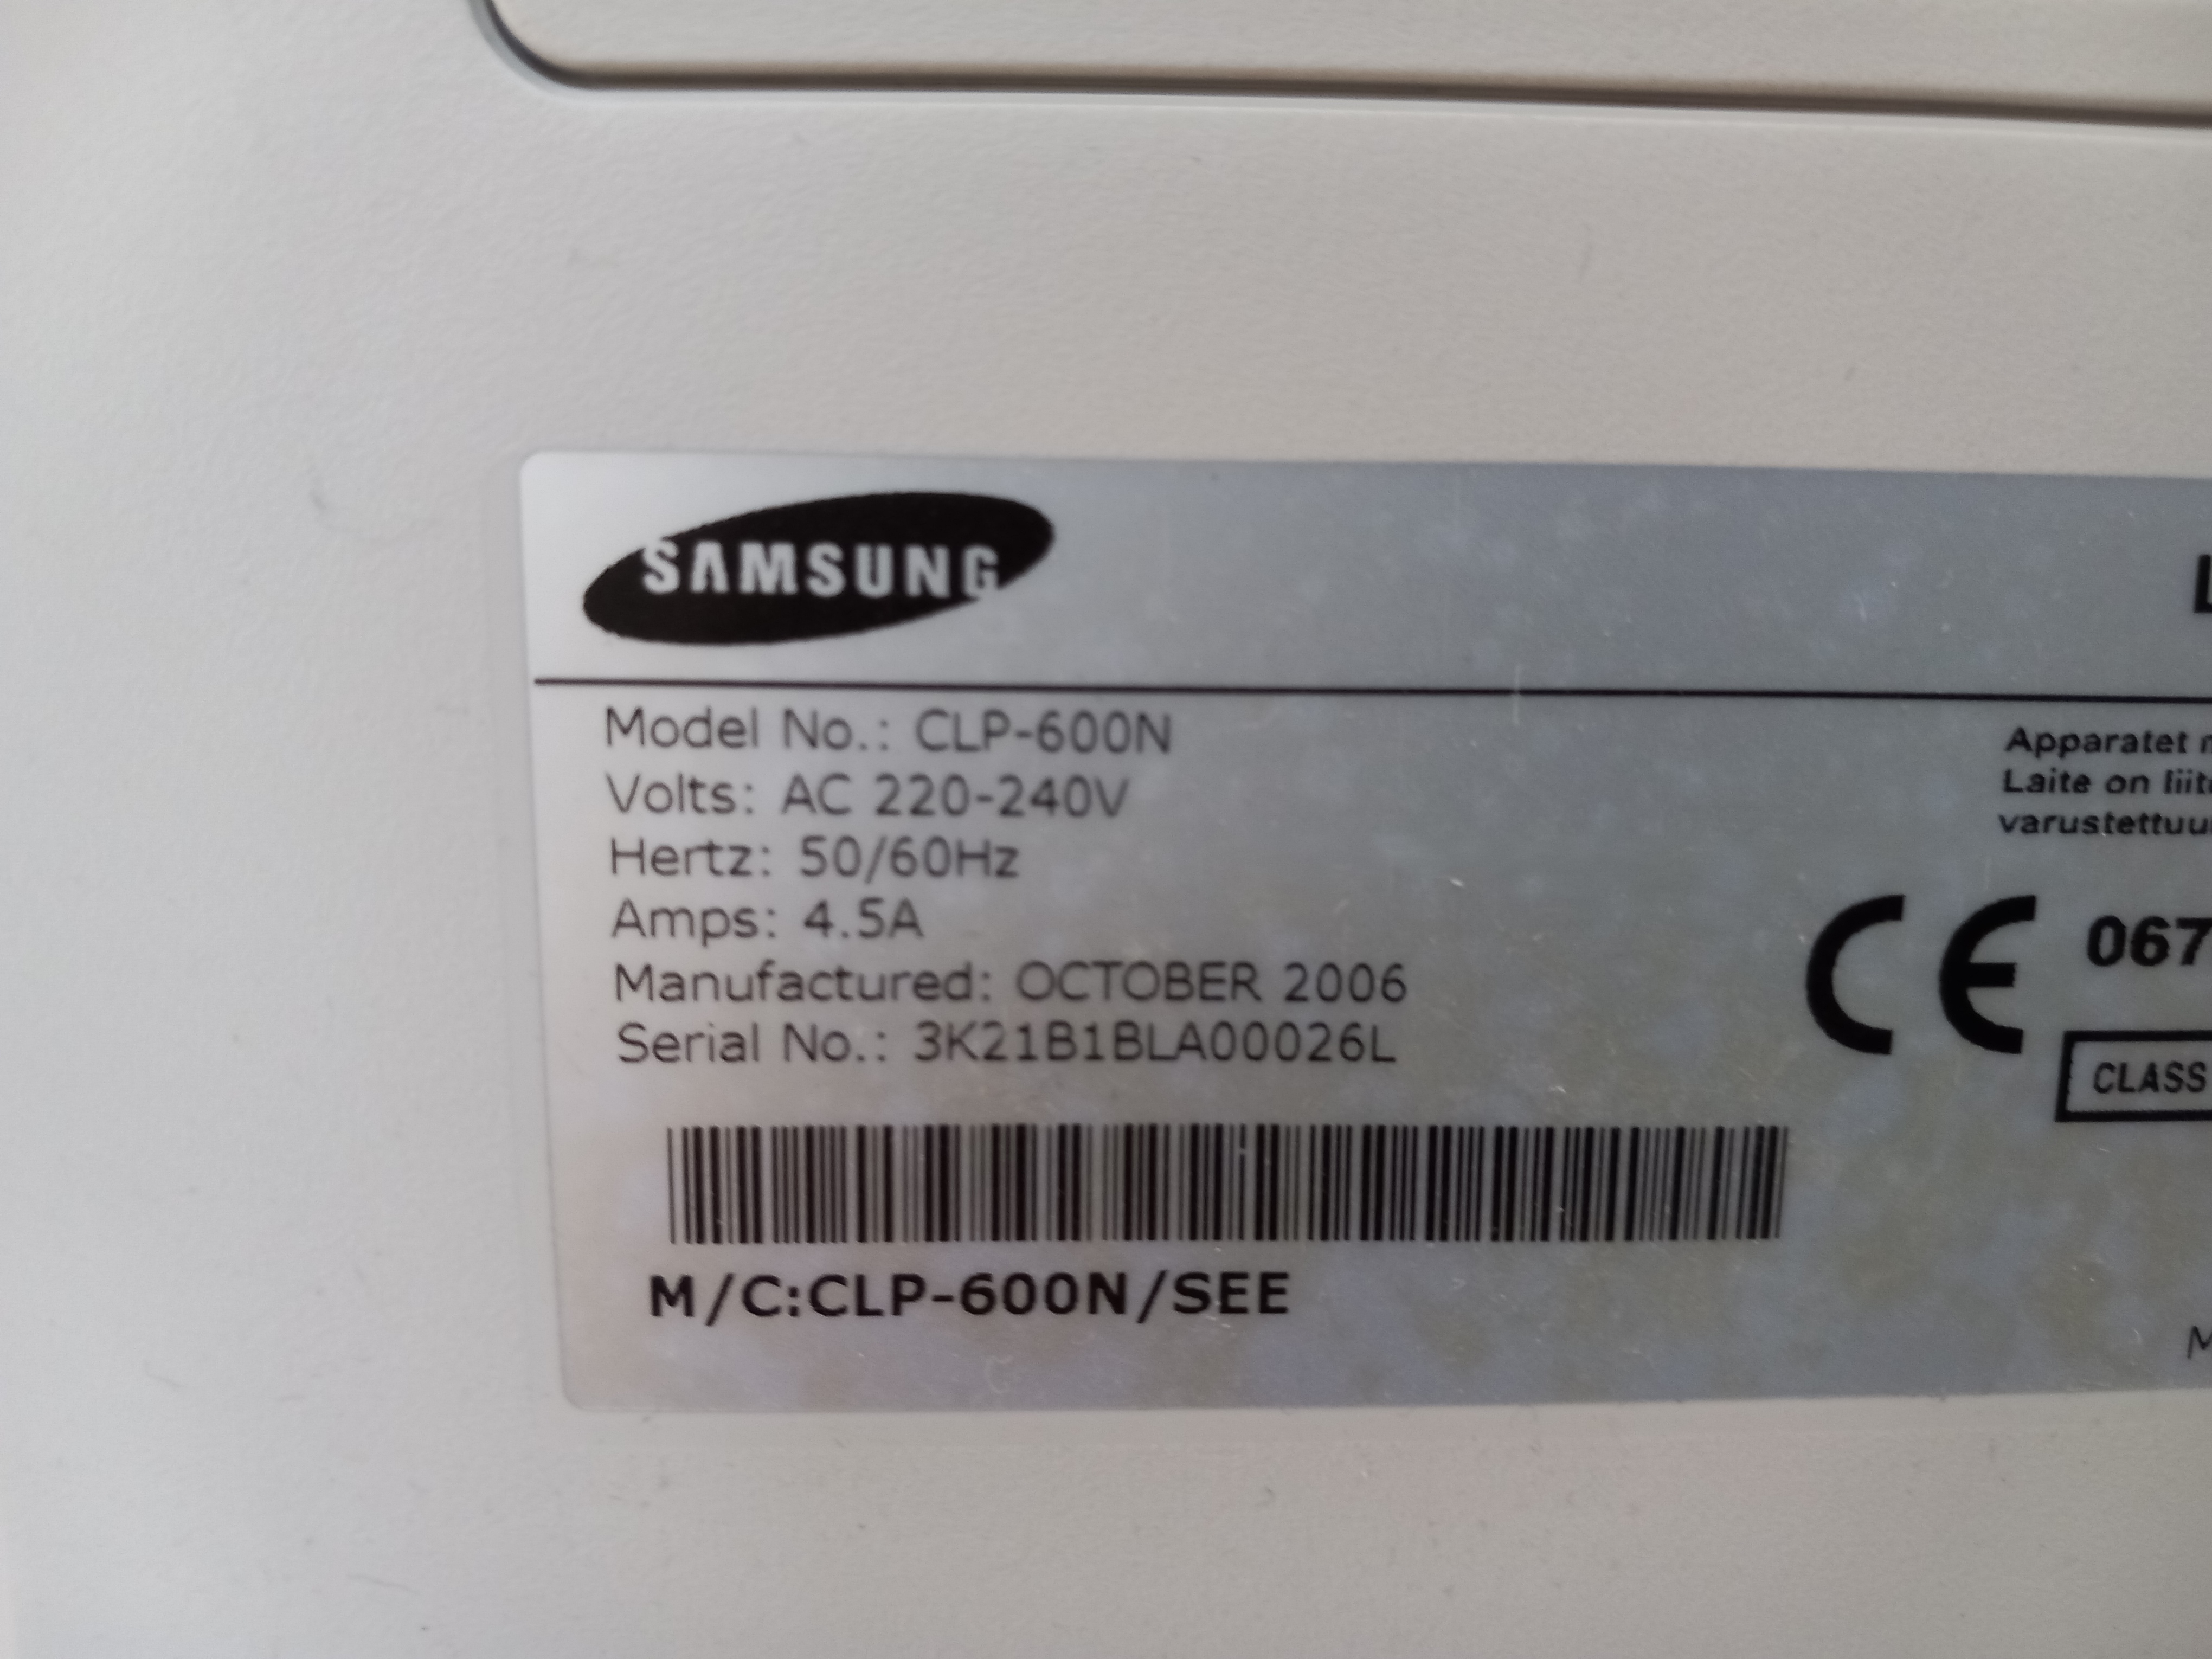 SAMSUNG
Model No.: CLP-600N
Volts: AC 220-240V
Hertz: 50/60Hz
Amps: 4.5A
Manufactured: OCTOBER 2006
Serial No.: 3K21B1BLA00026L
M/C:CLP-600N/SEE
Apparatet
Laite on
CE 067
CLASS